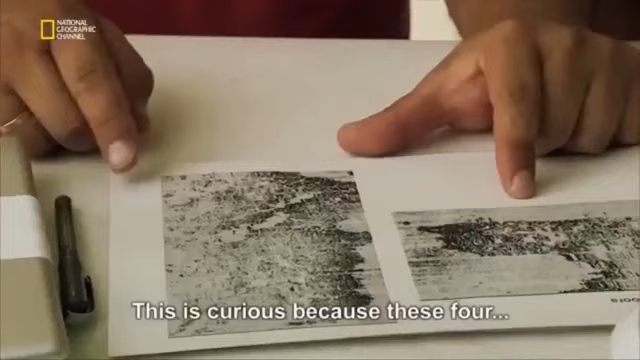 NATIONAL
GEOGRAPHIC
CHANNEL
This is curious because these four...